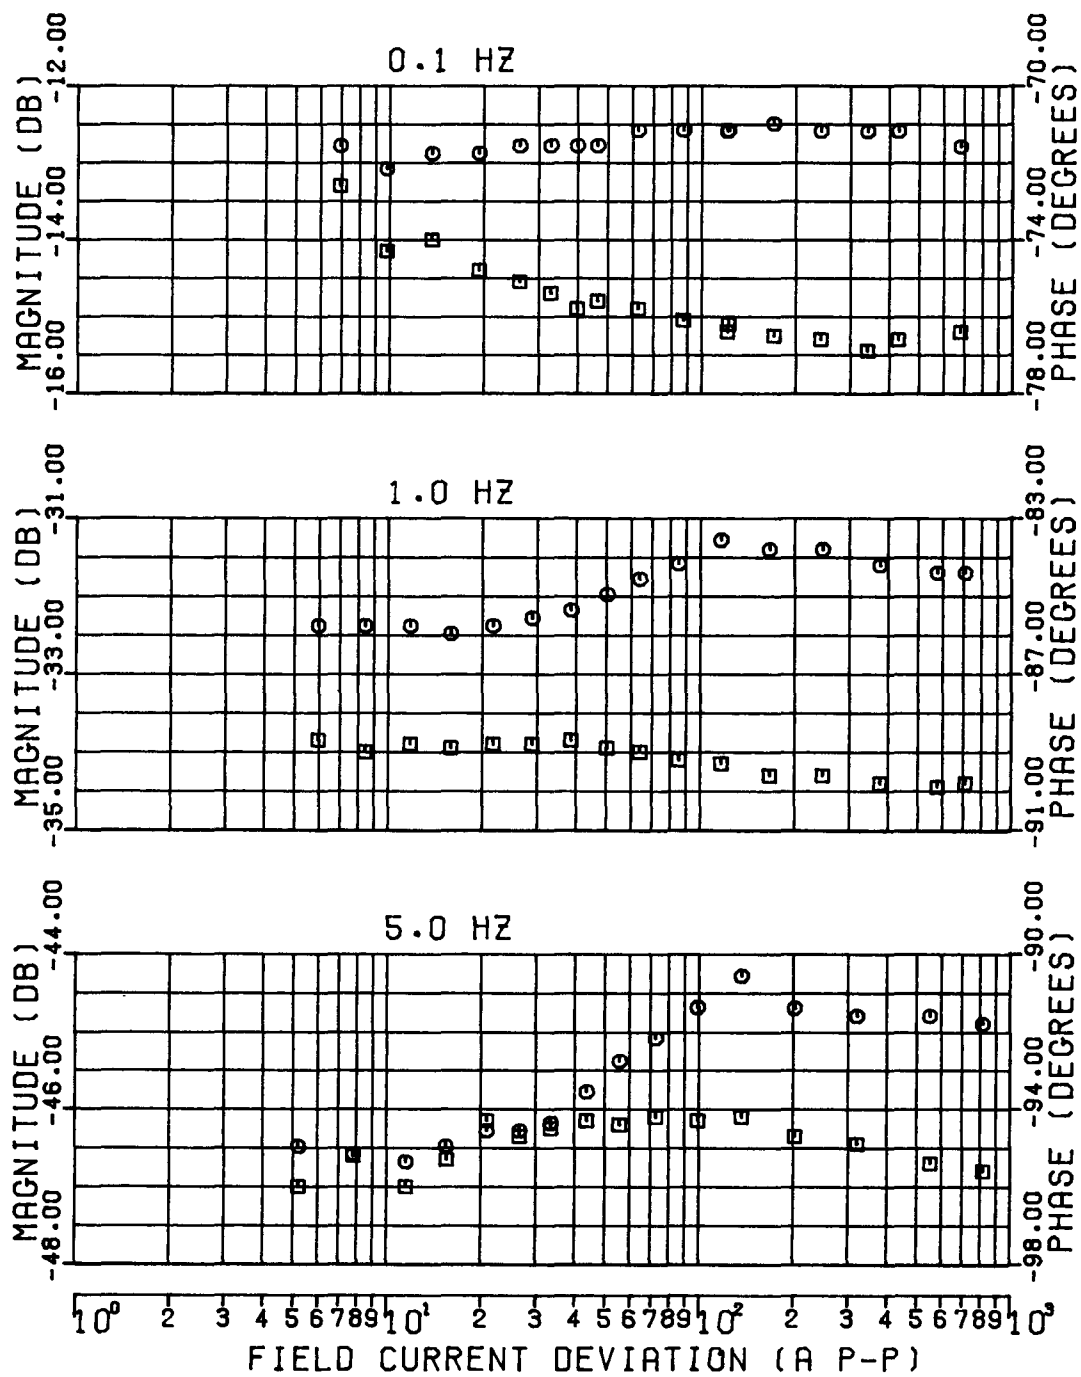 0.1 HZ
MAGNITUDE (DB)
-12.00
-14.00
-16.00
PHASE (DEGREES)
-70.00
-74.00
-78.00
1.0 HZ
MAGNITUDE (DB)
-31.00
-33.00
-35.00
PHASE (DEGREES)
-83.00
-87.00
-91.00
5.0 HZ
MAGNITUDE (DB)
-44.00
-46.00
-48.00
PHASE (DEGREES)
-90.00
-94.00
-98.00
10⁰ 2 3 4 5 6 7 8 9 10¹ 2 3 4 5 6 7 8 9 10² 2 3 4 5 6 7 8 9 10³
FIELD CURRENT DEVIATION (A P-P)